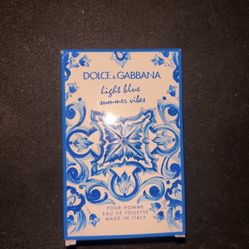 DOLCE & GABBANA
light blue
summer vibes
POUR HOMME
EAU DE TOILETTE
MADE IN ITALY